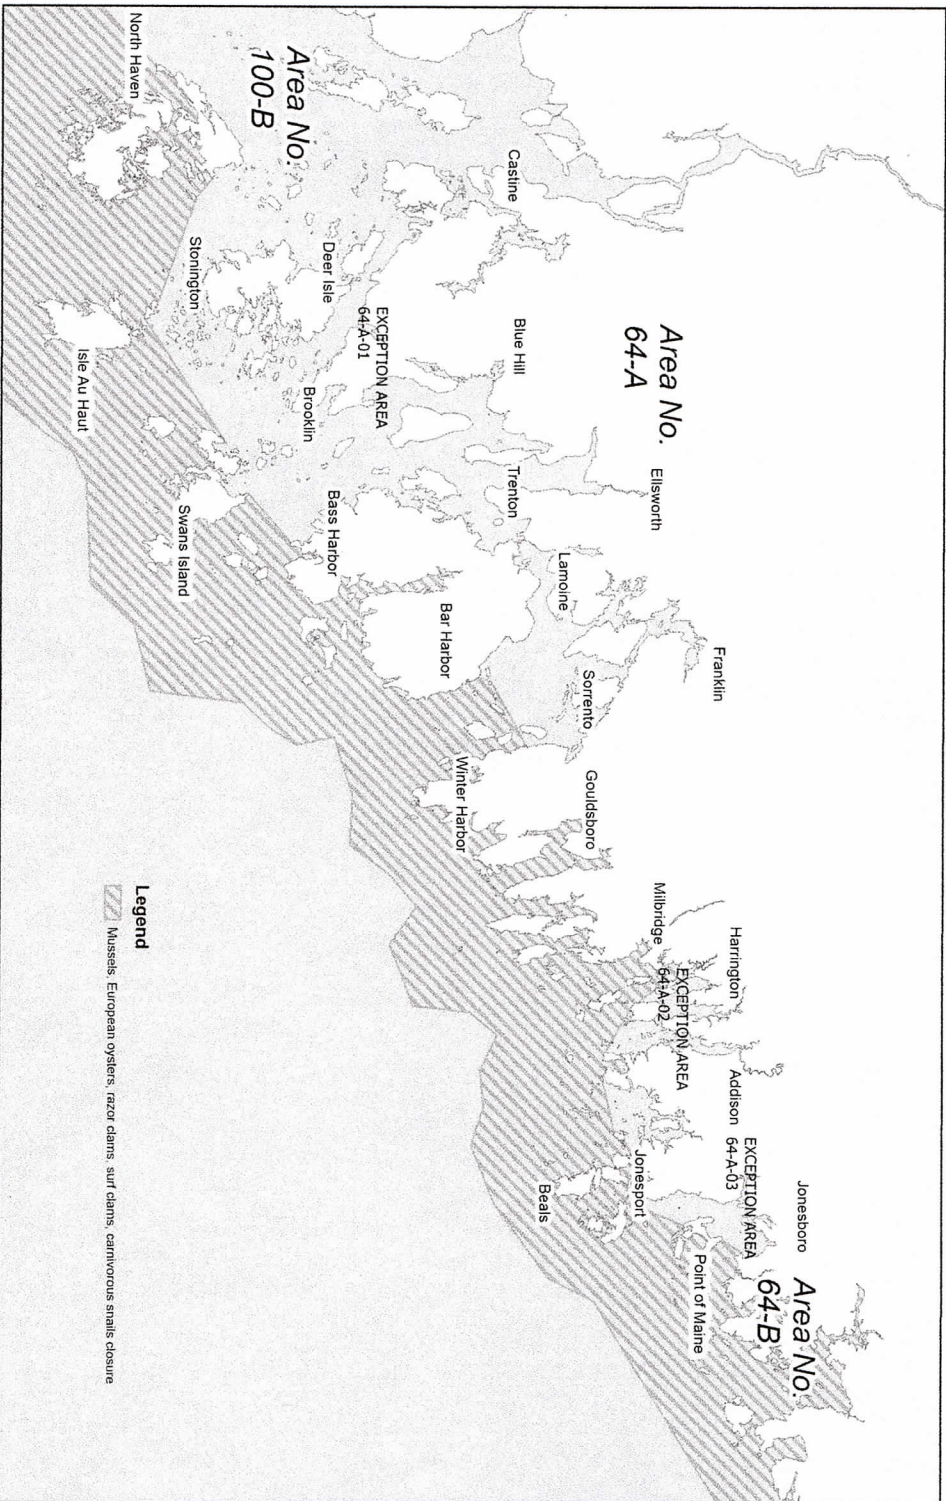 Area No.
64-A
Area No.
64-B
Area No.
100-B
Jonesboro
Franklin
Harrington
Addison
EXCEPTION AREA
64-A-03
Ellsworth
Milbridge
EXCEPTION AREA
64-A-02
Point of Maine
Sorrento
Gouldsboro
Jonesport
Lamoine
Castine
Blue Hill
Trenton
Beals
Bar Harbor
Winter Harbor
EXCEPTION AREA
64-A-01
Deer Isle
Brooklin
Bass Harbor
Stonington
Swans Island
North Haven
Isle Au Haut
Legend
Mussels, European oysters, razor clams, surf clams, carnivorous snails closure